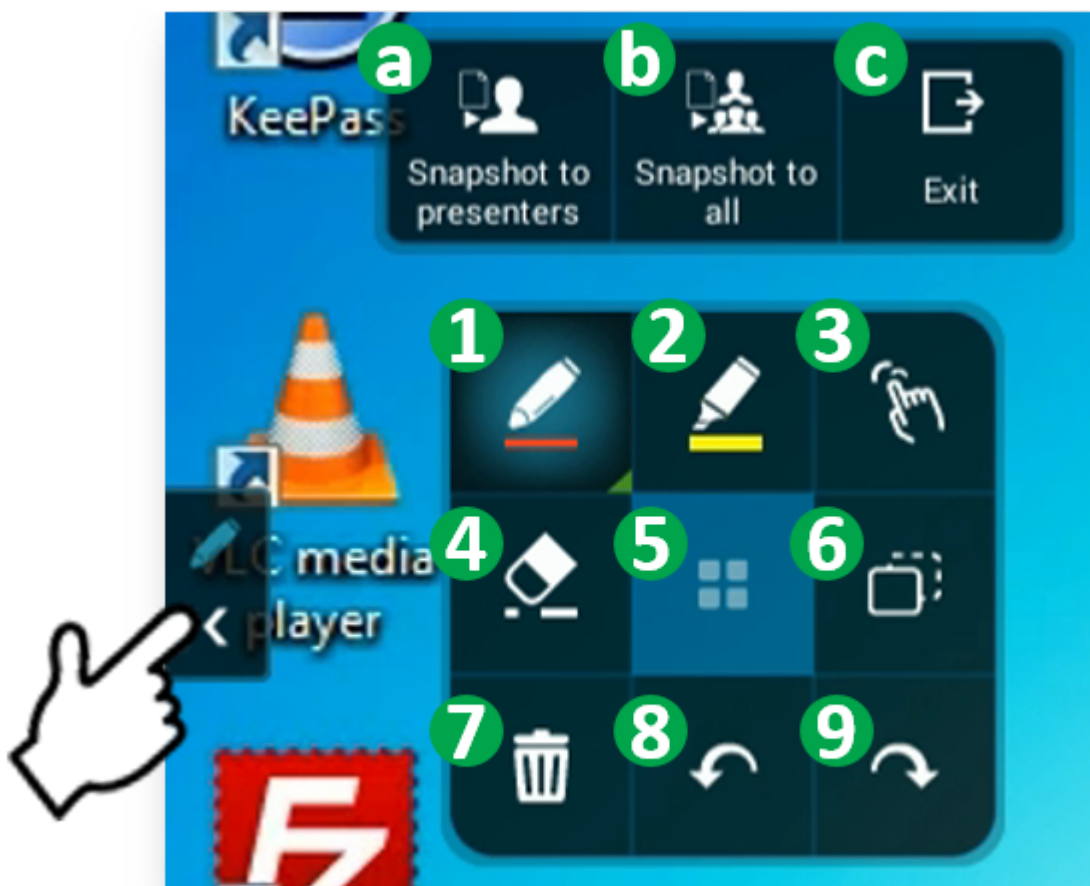 a
b
c
KeePass
Snapshot to
presenters
Snapshot to
all
Exit
1
2
3
4
5
6
VLC media
player
7
8
9
FZ